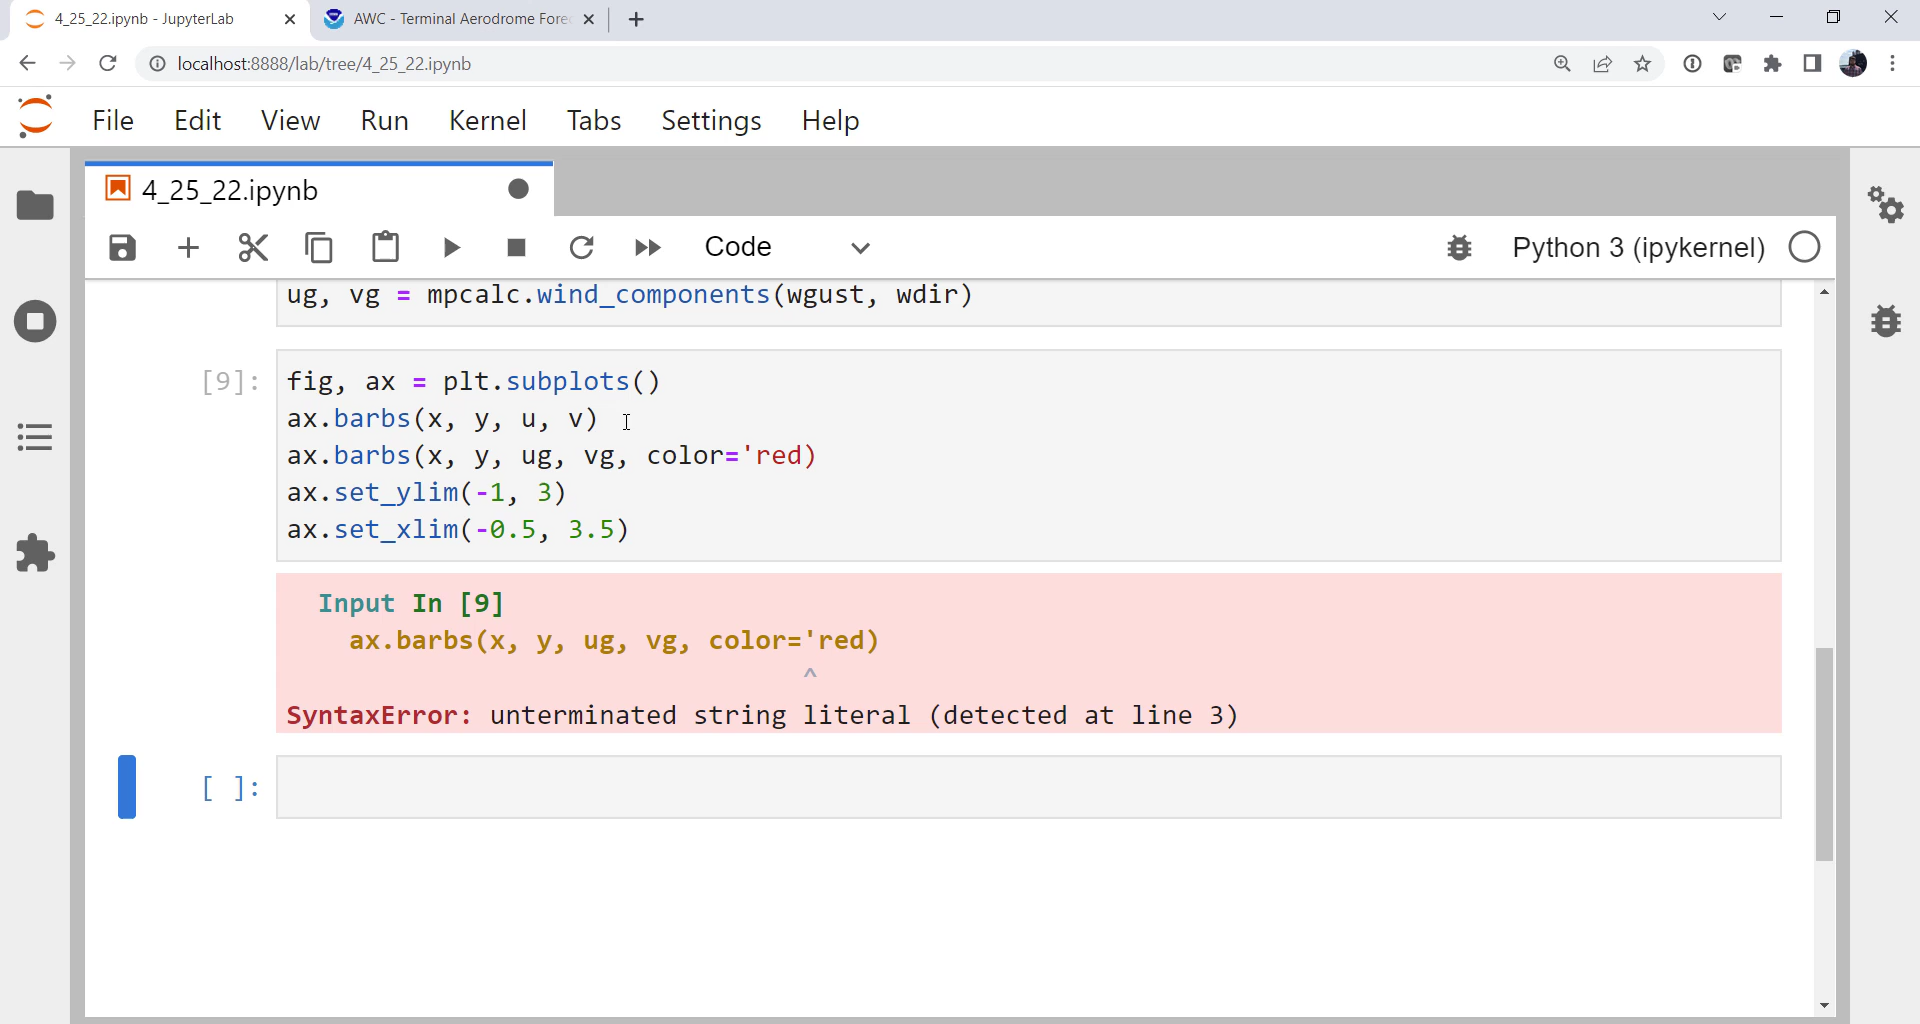 4_25_22.ipynb - JupyterLab
AWC - Terminal Aerodrome Fore
localhost:8888/lab/tree/4_25_22.ipynb
File Edit View Run Kernel Tabs Settings Help
4_25_22.ipynb
Code
Python 3 (ipykernel)
ug, vg = mpcalc.wind_components(wgust, wdir)
[9]: fig, ax = plt.subplots()
ax.barbs(x, y, u, v)
ax.barbs(x, y, ug, vg, color='red)
ax.set_ylim(-1, 3)
ax.set_xlim(-0.5, 3.5)
Input In [9]
ax.barbs(x, y, ug, vg, color='red)
^
SyntaxError: unterminated string literal (detected at line 3)
[ ]: